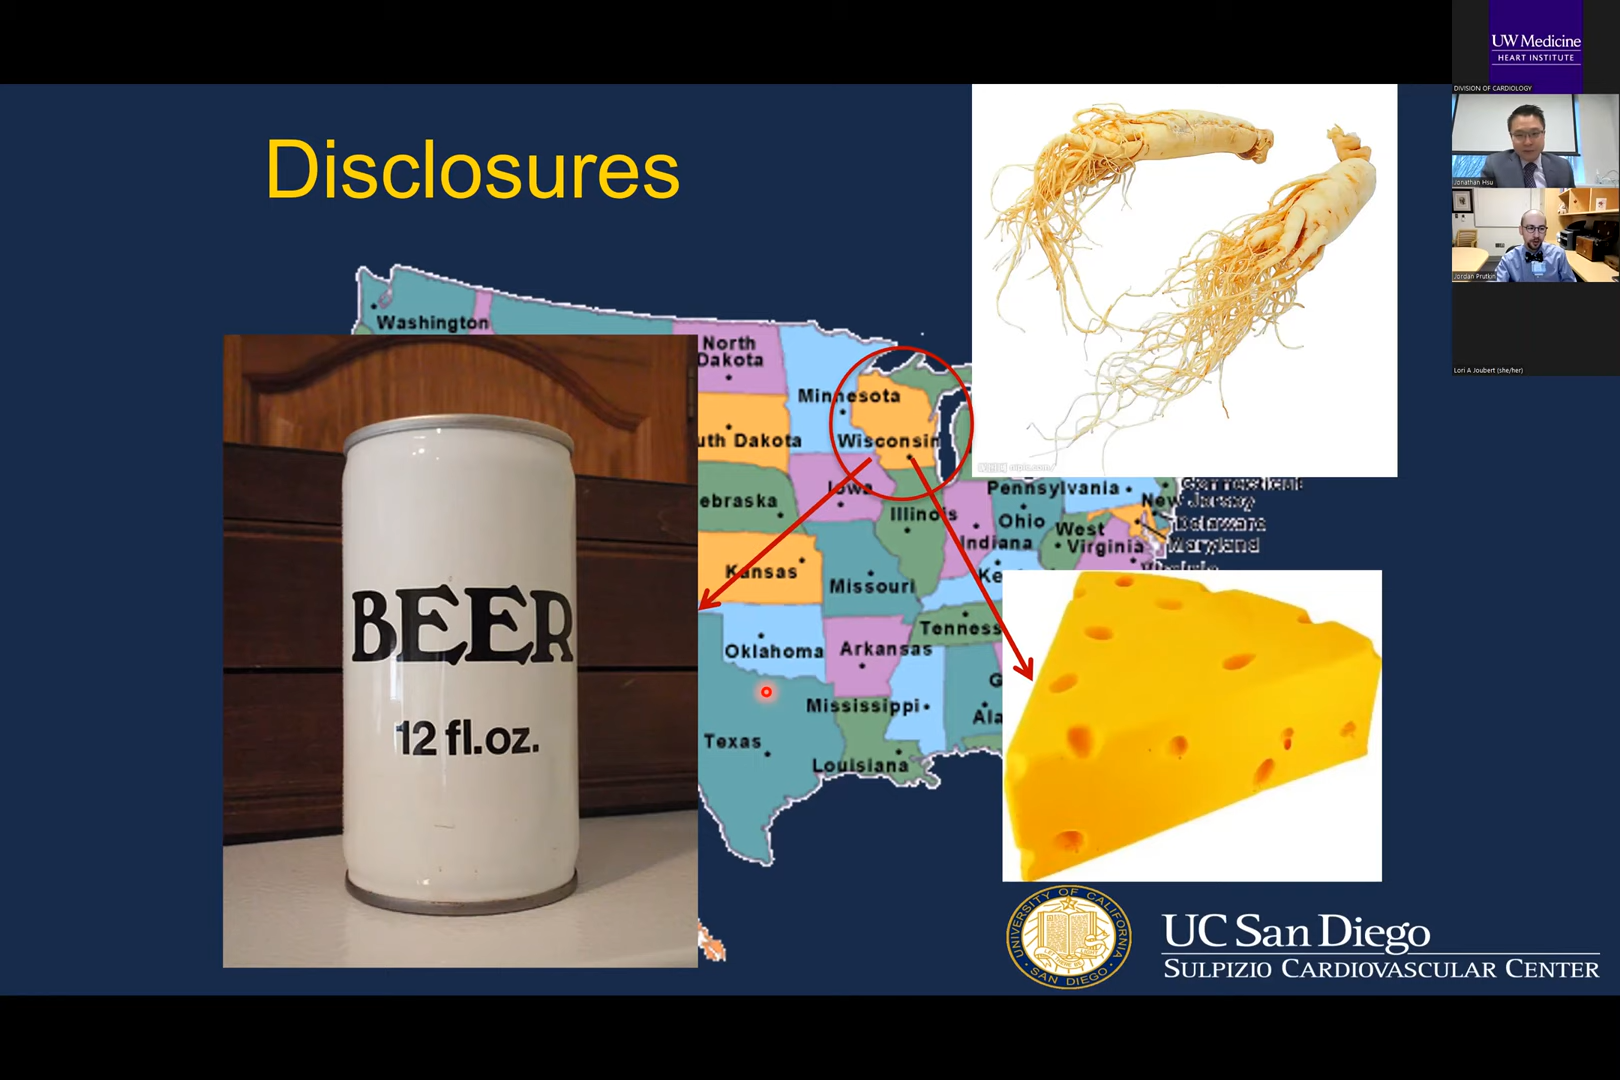 Disclosures
UW Medicine
HEART INSTITUTE
DIVISION OF CARDIOLOGY
Jonathan Hsu
Jordan Prutkin
Lori A Joubert (she/her)
Washington
North
Dakota
Minnesota
uth Dakota
Wisconsin
Iowa
ebraska
Illinois
Pennsylvania
Connecticut
New Jersey
Ohio
West
Virginia
Delaware
Maryland
Indiana
Kansas
Missouri
Ke
Tenness
Oklahoma
Arkansas
Mississippi
Ala
Texas
Louisiana
BEER
12 fl.oz.
UNIVERSITY OF CALIFORNIA
SAN DIEGO
UC San Diego
SULPIZIO CARDIOVASCULAR CENTER